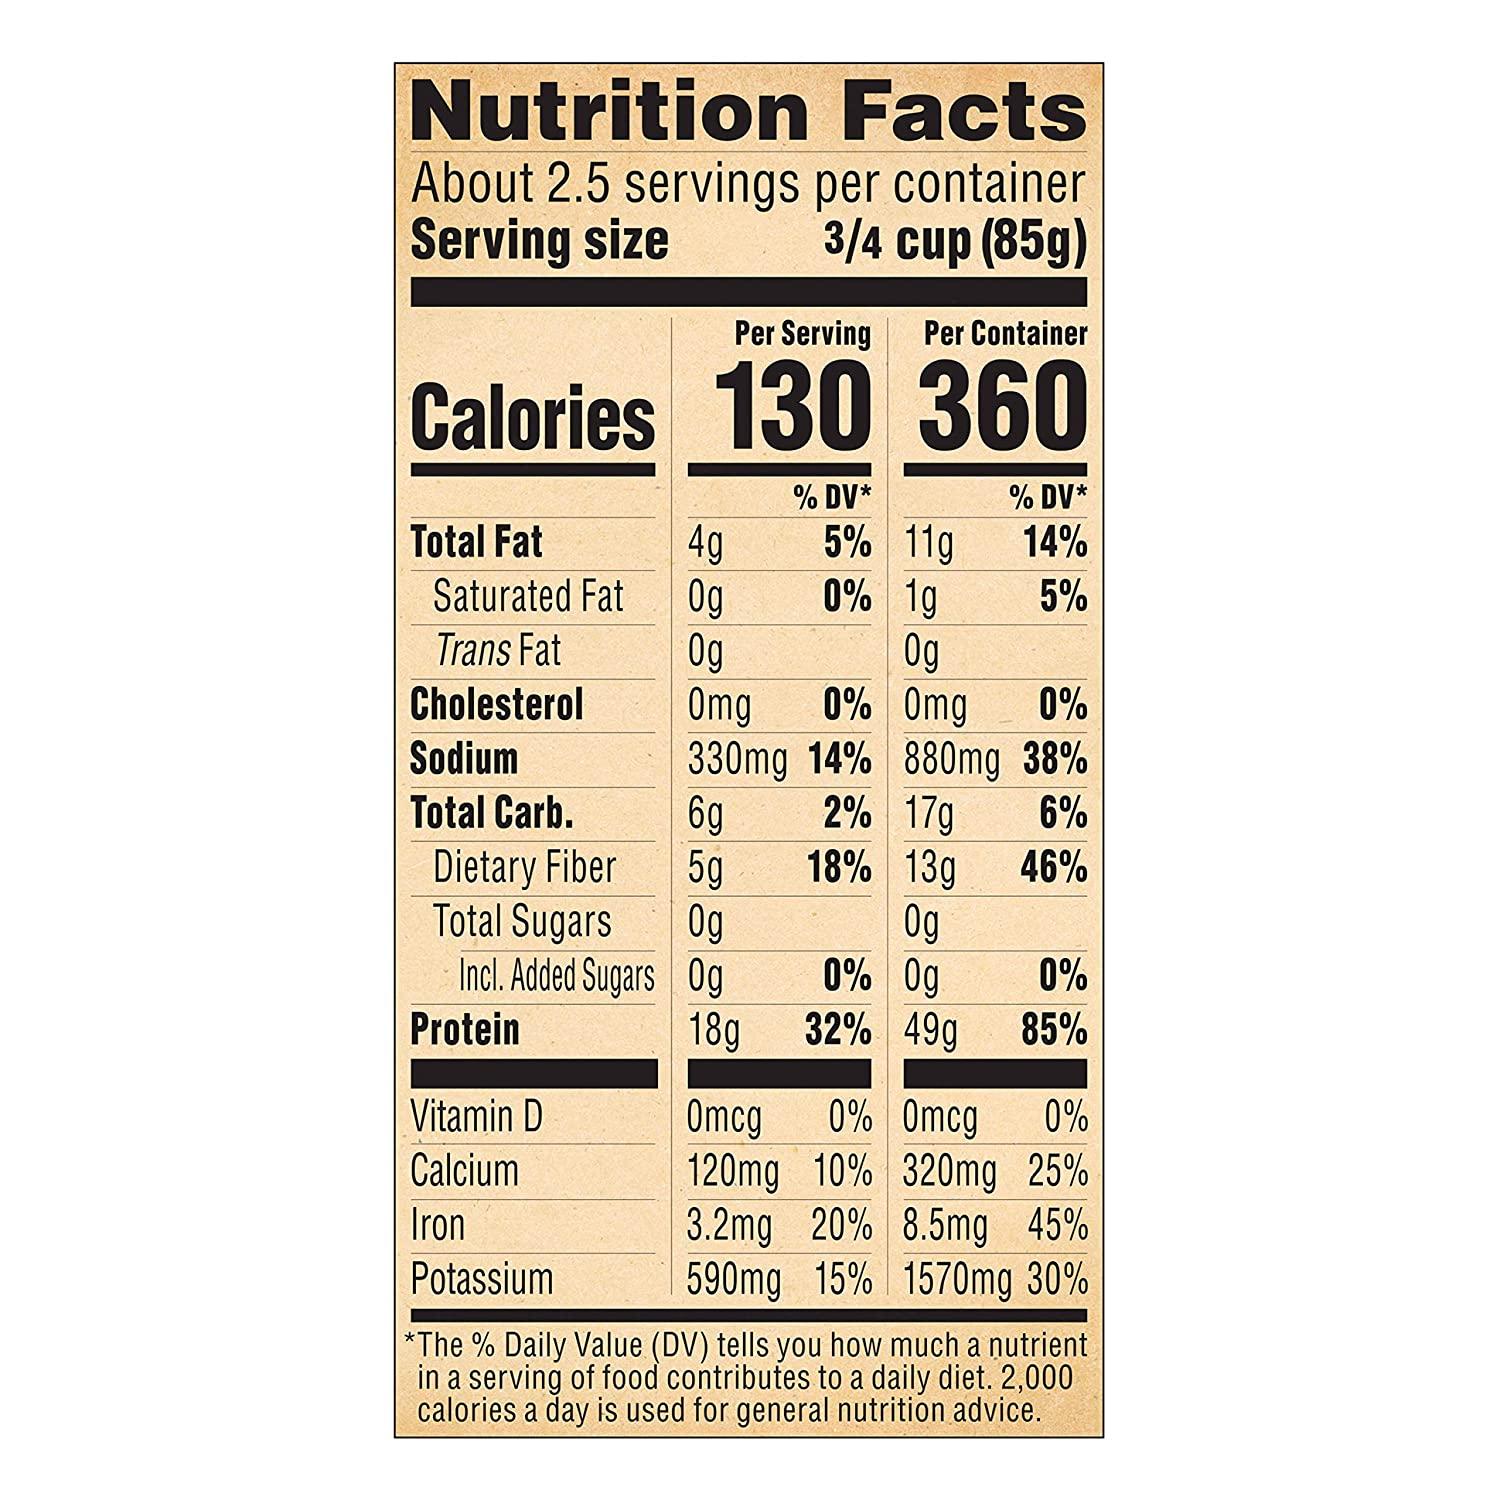 Nutrition Facts
About 2.5 servings per container
Serving size 3/4 cup (85g)
Per Serving Per Container
Calories 130 360
% DV* % DV*
Total Fat 4g 5% 11g 14%
Saturated Fat 0g 0% 1g 5%
Trans Fat 0g 0g
Cholesterol 0mg 0% 0mg 0%
Sodium 330mg 14% 880mg 38%
Total Carb. 6g 2% 17g 6%
Dietary Fiber 5g 18% 13g 46%
Total Sugars 0g 0g
Incl. Added Sugars 0g 0% 0g 0%
Protein 18g 32% 49g 85%
Vitamin D 0mcg 0% 0mcg 0%
Calcium 120mg 10% 320mg 25%
Iron 3.2mg 20% 8.5mg 45%
Potassium 590mg 15% 1570mg 30%
*The % Daily Value (DV) tells you how much a nutrient
in a serving of food contributes to a daily diet. 2,000
calories a day is used for general nutrition advice.